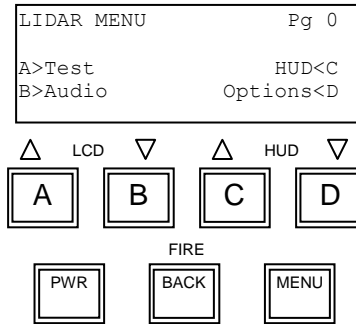 LIDAR MENU Pg 0
A>Test HUD<C
B>Audio Options<D
△ LCD ▽ △ HUD ▽
A B C D
FIRE
PWR BACK MENU